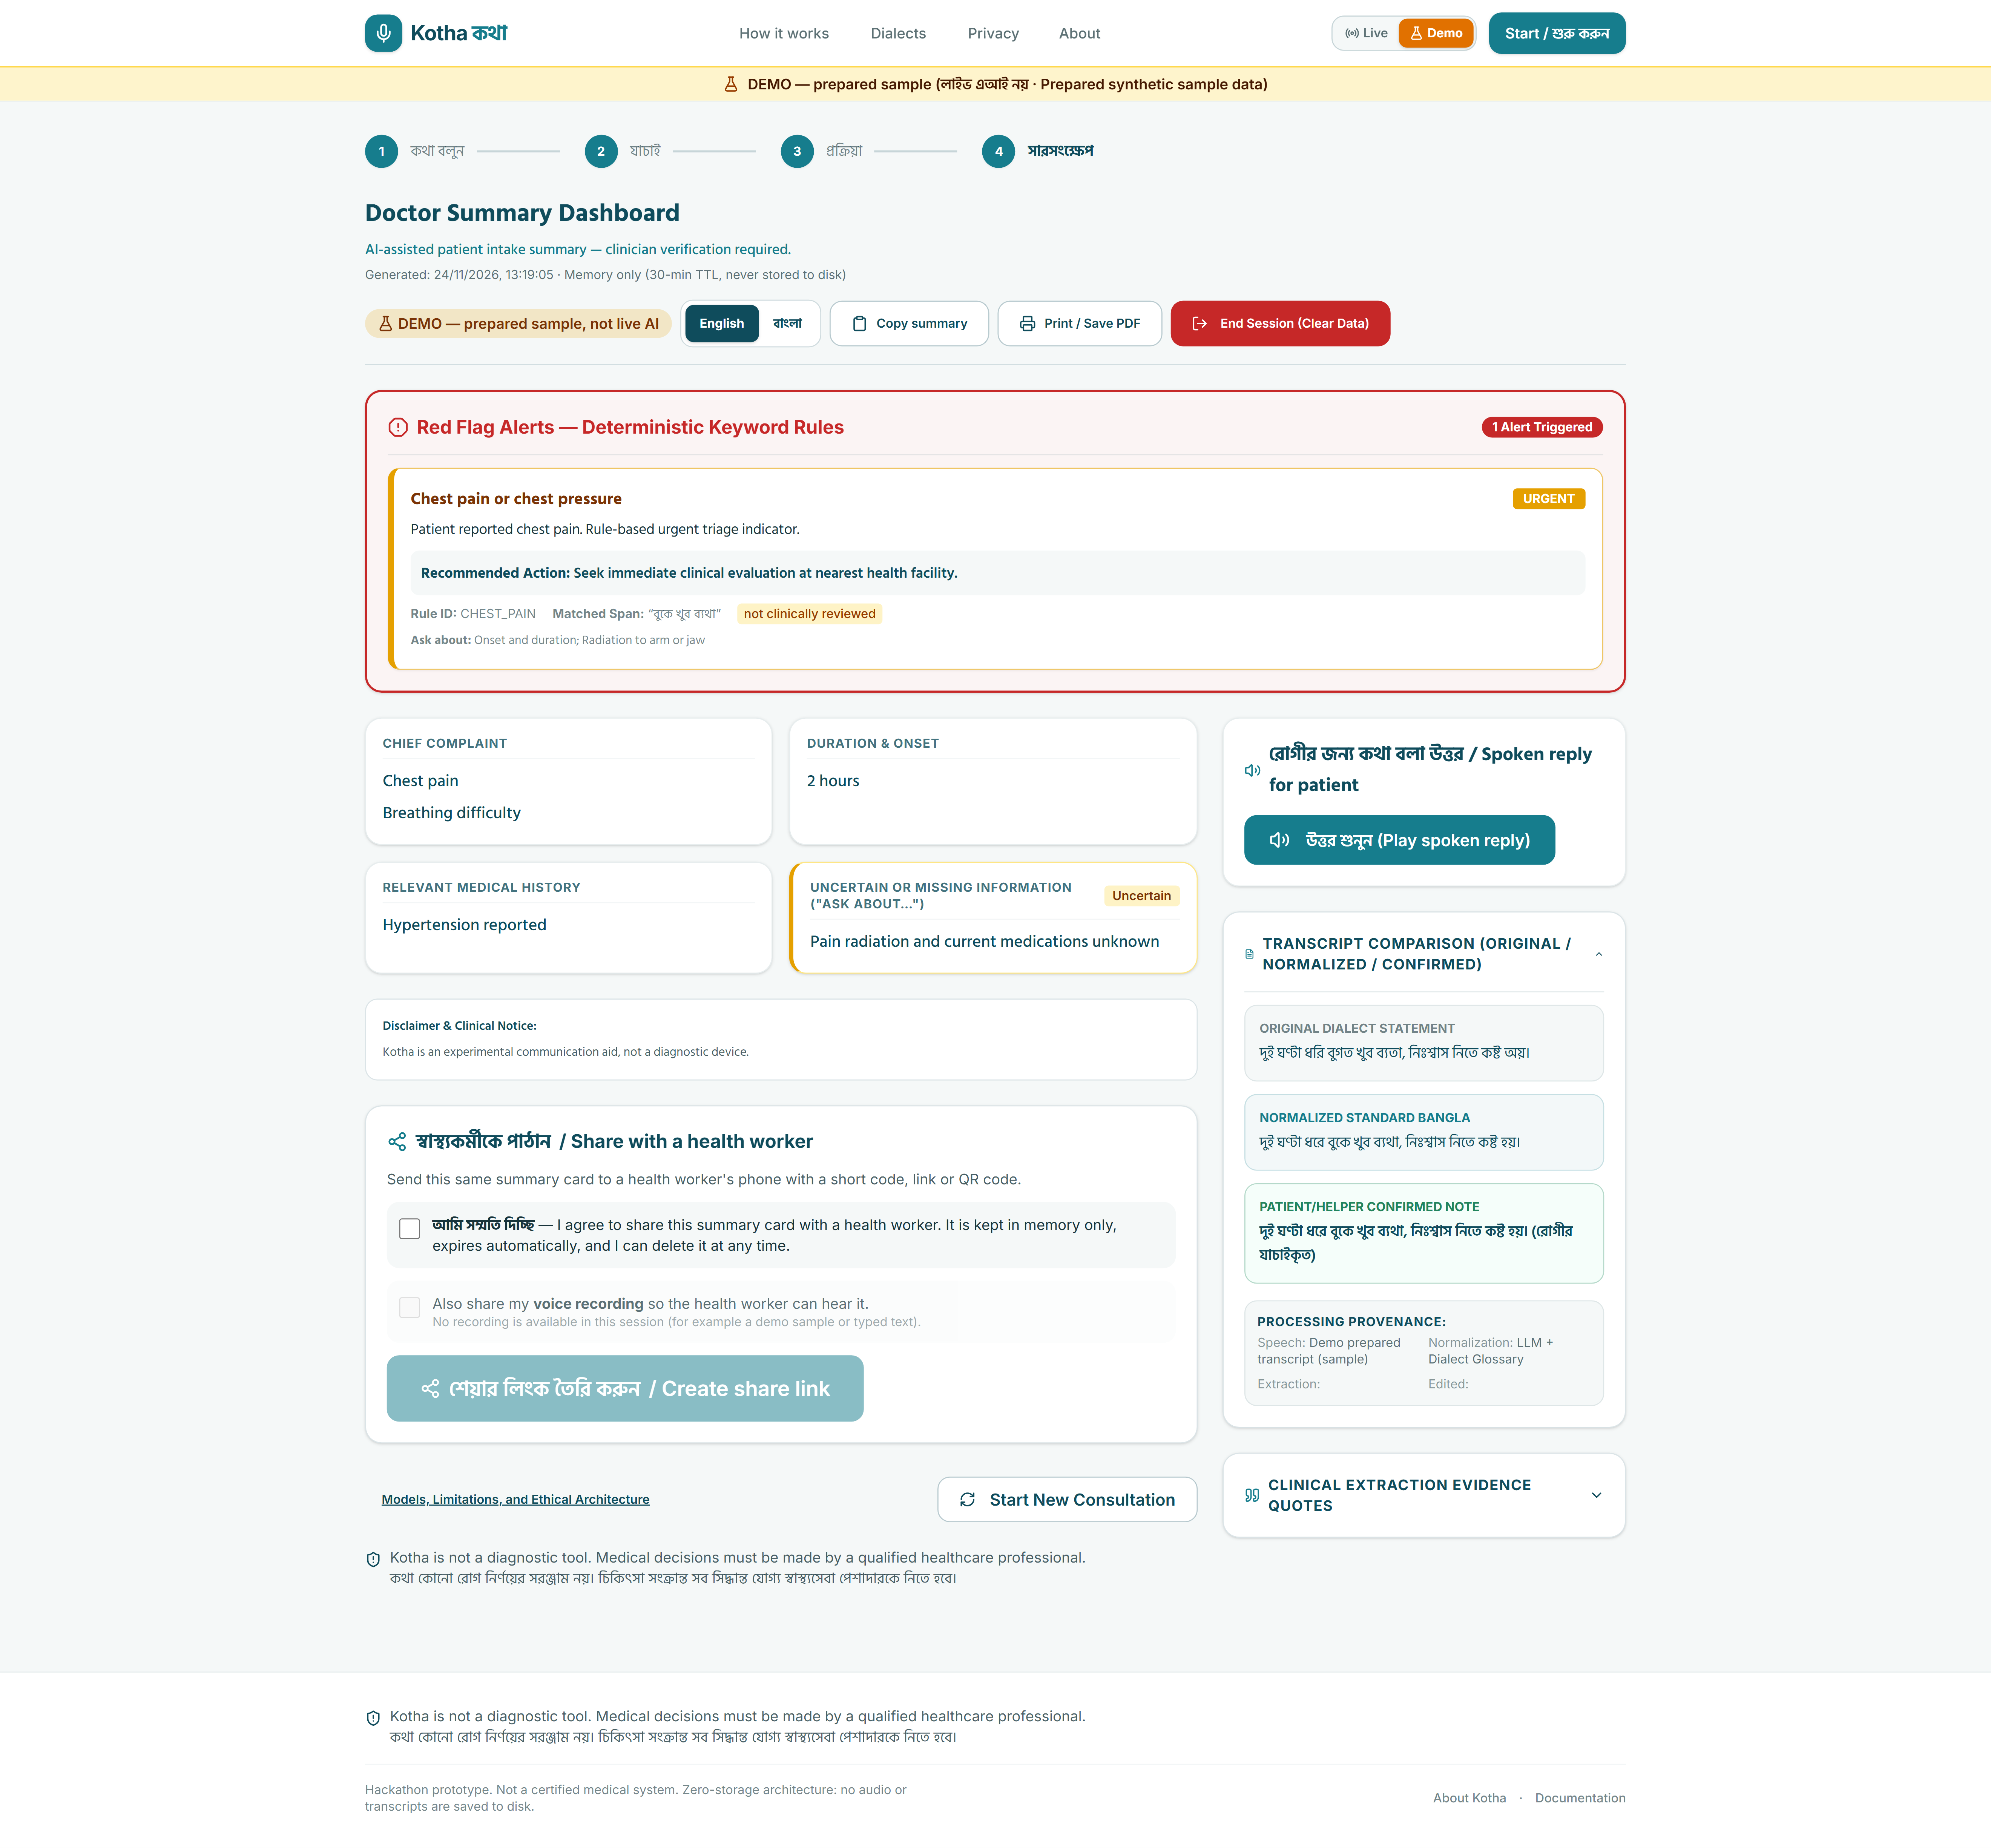 Kotha কথা
How it works
Dialects
Privacy
About
Live
Demo
Start / শুরু করুন
DEMO — prepared sample (লাইভ এআই নয় · Prepared synthetic sample data)
1 কথা বলুন
2 যাচাই
3 প্রক্রিয়া
4 সারসংক্ষেপ
Doctor Summary Dashboard
AI-assisted patient intake summary — clinician verification required.
Generated: 24/11/2026, 13:19:05 · Memory only (30-min TTL, never stored to disk)
DEMO — prepared sample, not live AI
English
বাংলা
Copy summary
Print / Save PDF
End Session (Clear Data)
Red Flag Alerts — Deterministic Keyword Rules
1 Alert Triggered
Chest pain or chest pressure
URGENT
Patient reported chest pain. Rule-based urgent triage indicator.
Recommended Action: Seek immediate clinical evaluation at nearest health facility.
Rule ID: CHEST_PAIN Matched Span: “বুকে খুব ব্যথা” not clinically reviewed
Ask about: Onset and duration; Radiation to arm or jaw
CHIEF COMPLAINT
Chest pain
Breathing difficulty
DURATION & ONSET
2 hours
RELEVANT MEDICAL HISTORY
Hypertension reported
UNCERTAIN OR MISSING INFORMATION
("ASK ABOUT...")
Uncertain
Pain radiation and current medications unknown
Disclaimer & Clinical Notice:
Kotha is an experimental communication aid, not a diagnostic device.
স্বাস্থ্যকর্মীকে পাঠান / Share with a health worker
Send this same summary card to a health worker's phone with a short code, link or QR code.
আমি সম্মতি দিচ্ছি — I agree to share this summary card with a health worker. It is kept in memory only,
expires automatically, and I can delete it at any time.
Also share my voice recording so the health worker can hear it.
No recording is available in this session (for example a demo sample or typed text).
শেয়ার লিংক তৈরি করুন / Create share link
Models, Limitations, and Ethical Architecture
Start New Consultation
Kotha is not a diagnostic tool. Medical decisions must be made by a qualified healthcare professional.
কথা কোনো রোগ নির্ণয়ের সরঞ্জাম নয়। চিকিৎসা সংক্রান্ত সব সিদ্ধান্ত যোগ্য স্বাস্থ্যসেবা পেশাদারকে নিতে হবে।
রোগীর জন্য কথা বলা উত্তর / Spoken reply
for patient
উত্তর শুনুন (Play spoken reply)
TRANSCRIPT COMPARISON (ORIGINAL /
NORMALIZED / CONFIRMED)
ORIGINAL DIALECT STATEMENT
দুই ঘণ্টা ধরি বুগত খুব ব্যতা, নিঃশ্বাস নিতে কষ্ট অয়।
NORMALIZED STANDARD BANGLA
দুই ঘণ্টা ধরে বুকে খুব ব্যথা, নিঃশ্বাস নিতে কষ্ট হয়।
PATIENT/HELPER CONFIRMED NOTE
দুই ঘণ্টা ধরে বুকে খুব ব্যথা, নিঃশ্বাস নিতে কষ্ট হয়। (রোগীর
যাচাইকৃত)
PROCESSING PROVENANCE:
Speech: Demo prepared
transcript (sample)
Normalization: LLM +
Dialect Glossary
Extraction:
Edited:
CLINICAL EXTRACTION EVIDENCE
QUOTES
Kotha is not a diagnostic tool. Medical decisions must be made by a qualified healthcare professional.
কথা কোনো রোগ নির্ণয়ের সরঞ্জাম নয়। চিকিৎসা সংক্রান্ত সব সিদ্ধান্ত যোগ্য স্বাস্থ্যসেবা পেশাদারকে নিতে হবে।
Hackathon prototype. Not a certified medical system. Zero-storage architecture: no audio or
transcripts are saved to disk.
About Kotha · Documentation